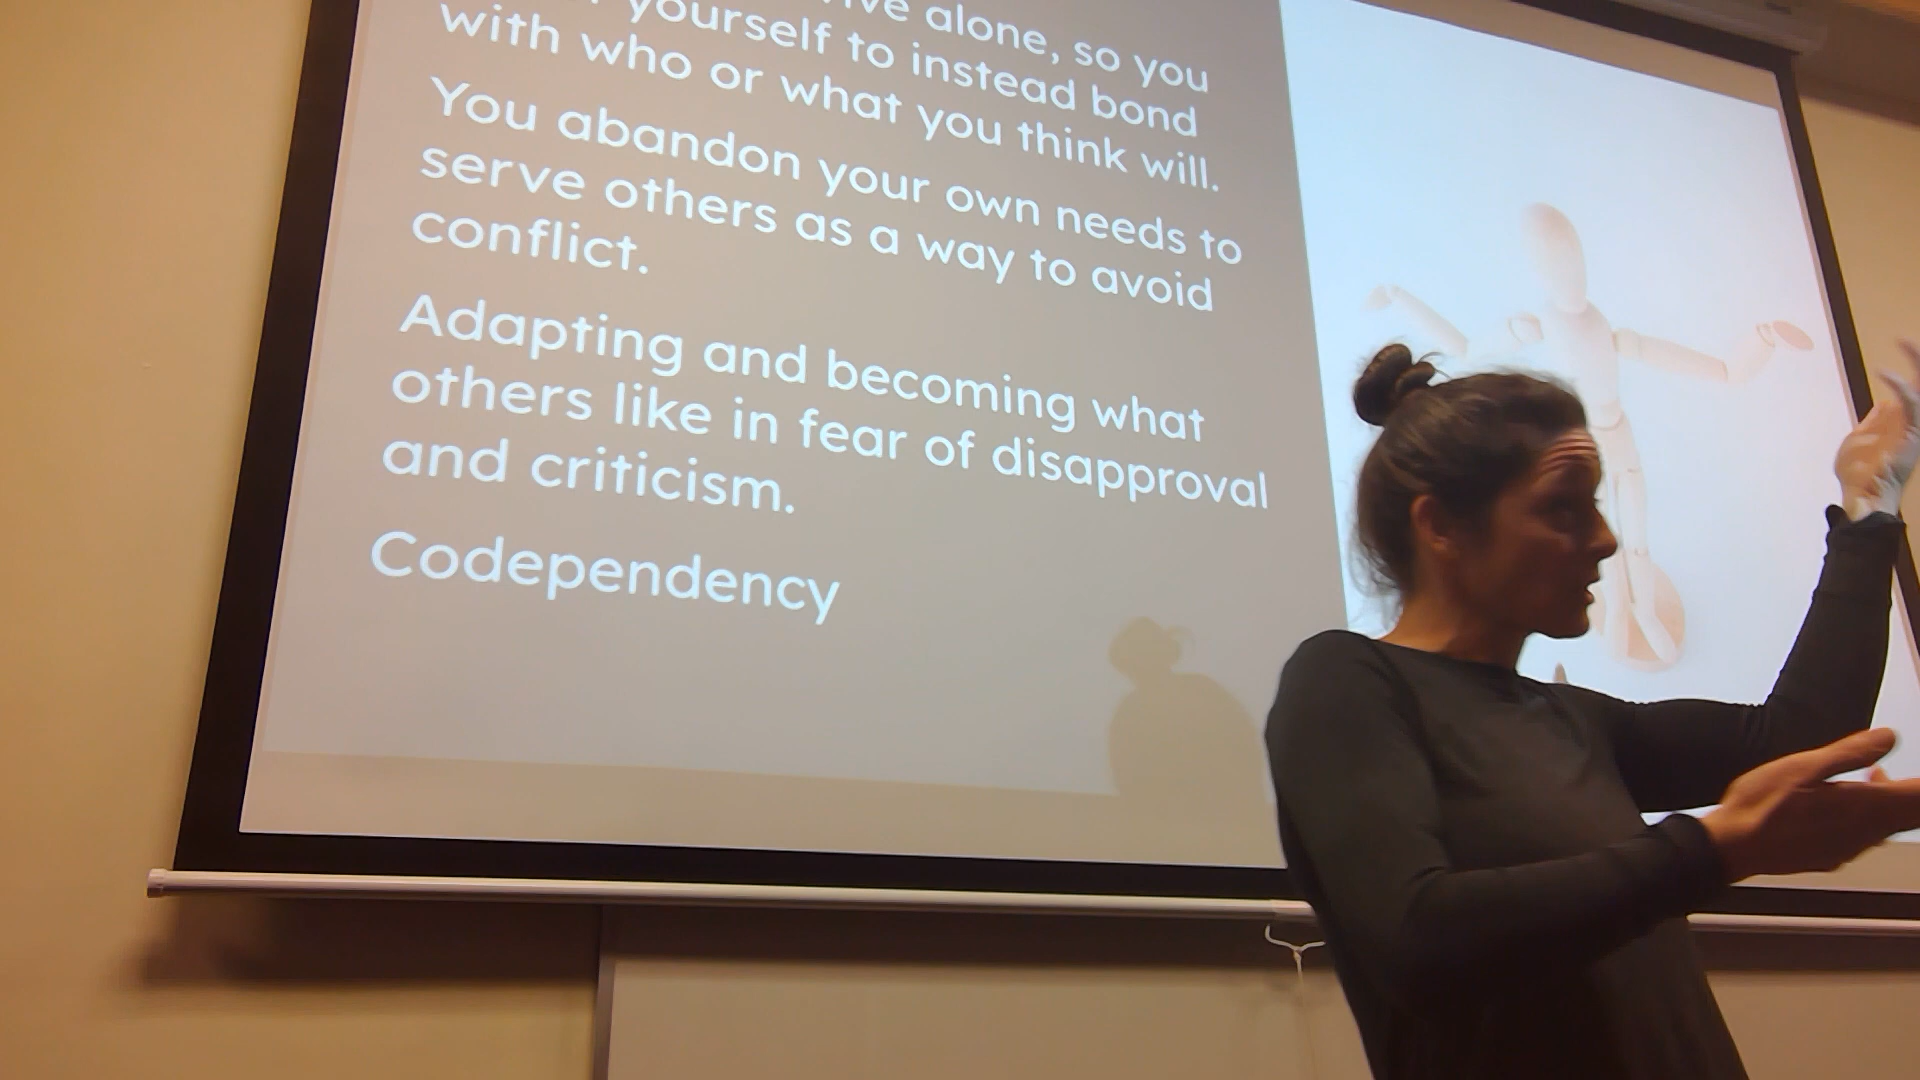 alone, so you
yourself to instead bond
with who or what you think will.
You abandon your own needs to
serve others as a way to avoid
conflict.
Adapting and becoming what
others like in fear of disapproval
and criticism.
Codependency